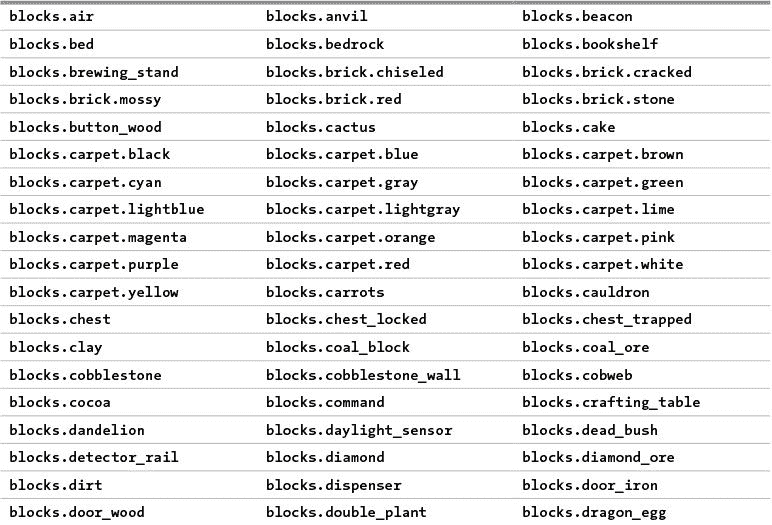 blocks.air blocks.anvil blocks.beacon
blocks.bed blocks.bedrock blocks.bookshelf
blocks.brewing_stand blocks.brick.chiseled blocks.brick.cracked
blocks.brick.mossy blocks.brick.red blocks.brick.stone
blocks.button_wood blocks.cactus blocks.cake
blocks.carpet.black blocks.carpet.blue blocks.carpet.brown
blocks.carpet.cyan blocks.carpet.gray blocks.carpet.green
blocks.carpet.lightblue blocks.carpet.lightgray blocks.carpet.lime
blocks.carpet.magenta blocks.carpet.orange blocks.carpet.pink
blocks.carpet.purple blocks.carpet.red blocks.carpet.white
blocks.carpet.yellow blocks.carrots blocks.cauldron
blocks.chest blocks.chest_locked blocks.chest_trapped
blocks.clay blocks.coal_block blocks.coal_ore
blocks.cobblestone blocks.cobblestone_wall blocks.cobweb
blocks.cocoa blocks.command blocks.crafting_table
blocks.dandelion blocks.daylight_sensor blocks.dead_bush
blocks.detector_rail blocks.diamond blocks.diamond_ore
blocks.dirt blocks.dispenser blocks.door_iron
blocks.door_wood blocks.double_plant blocks.dragon_egg